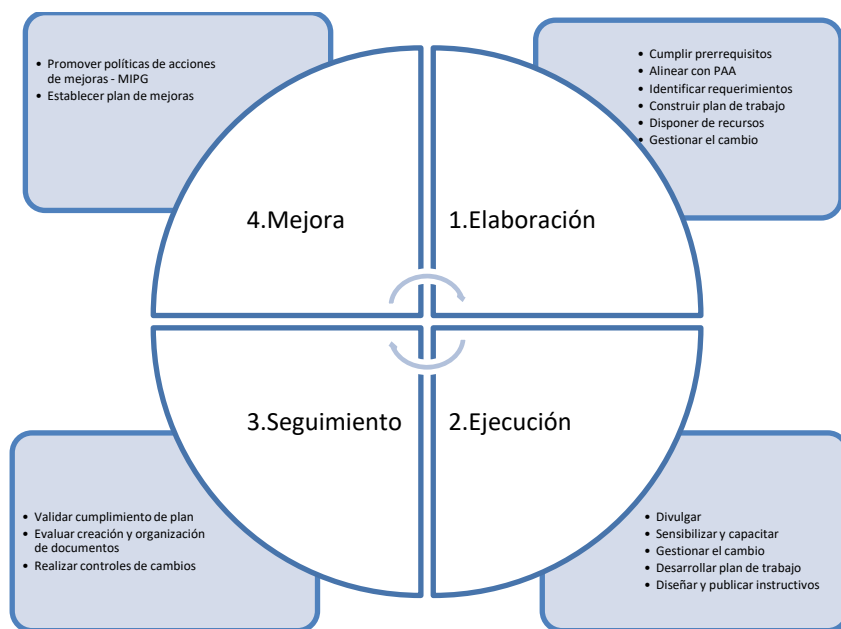 • Promover políticas de acciones
de mejoras - MIPG
• Establecer plan de mejoras
• Cumplir prerrequisitos
• Alinear con PAA
• Identificar requerimientos
• Construir plan de trabajo
• Disponer de recursos
• Gestionar el cambio
4.Mejora
1.Elaboración
3.Seguimiento
2.Ejecución
• Validar cumplimiento de plan
• Evaluar creación y organización
de documentos
• Realizar controles de cambios
• Divulgar
• Sensibilizar y capacitar
• Gestionar el cambio
• Desarrollar plan de trabajo
• Diseñar y publicar instructivos